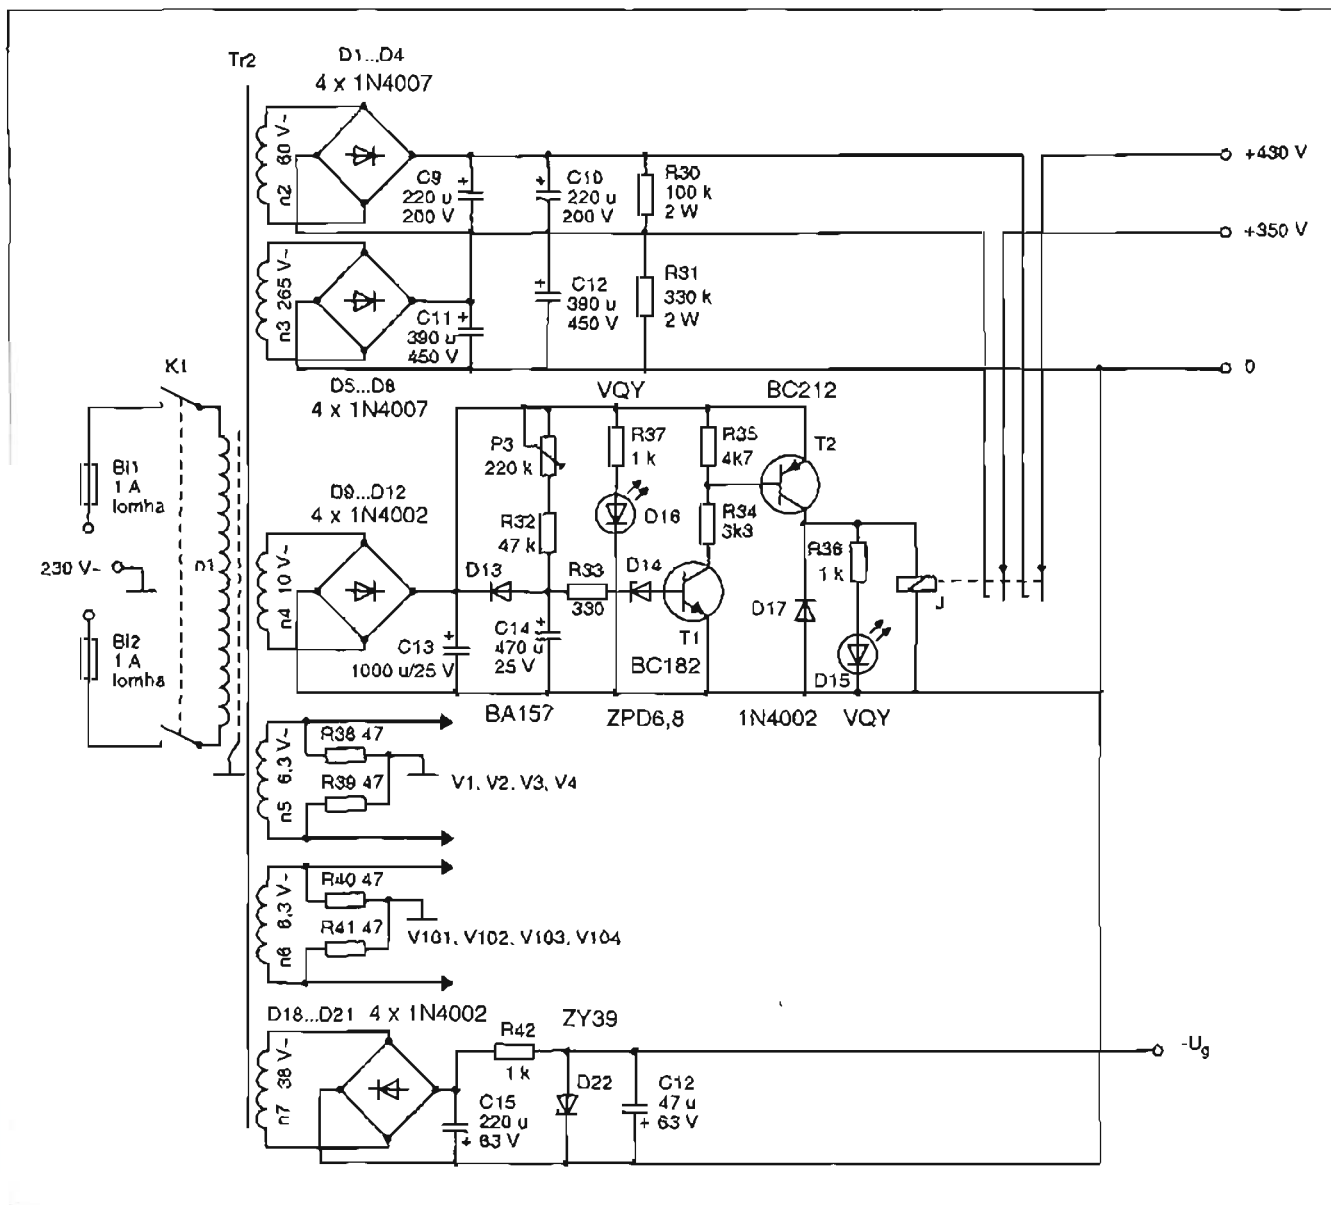 Tr2
D1...D4
4 x 1N4007
60 V~
n2
C9
220 u
200 V
C10
220 u
200 V
R30
100 k
2 W
+430 V
+350 V
265 V~
n3
C11
390 u
450 V
C12
390 u
450 V
R31
330 k
2 W
0
K1
D5...D8
4 x 1N4007
VQY
BC212
P3
220 k
R37
1 k
R35
4k7
T2
Bi1
1 A
lomha
D9...D12
4 x 1N4002
R32
47 k
D16
R34
3k3
230 V~
n1
10 V~
n4
D13
R33
330
D14
R36
1 k
J
D17
Bi2
1 A
lomha
C13
1000 u/25 V
C14
470 u
25 V
T1
BC182
D15
BA157
ZPD6,8
1N4002
VQY
6,3 V~
n5
R38 47
R39 47
V1, V2, V3, V4
6,3 V~
n6
R40 47
R41 47
V101, V102, V103, V104
D18...D21
4 x 1N4002
R42
1 k
ZY39
-Ug
38 V~
n7
C15
220 u
63 V
D22
C12
47 u
63 V